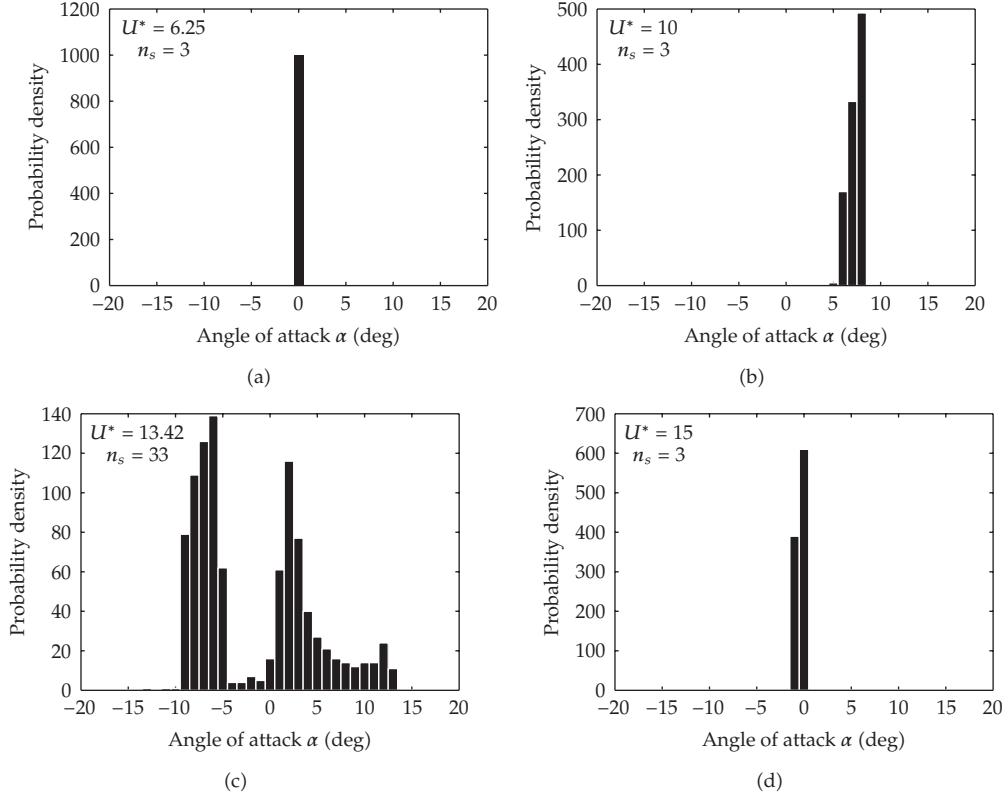 1200
1000
800
600
400
200
0
Probability density
U* = 6.25
n_s = 3
−20 −15 −10 −5 0 5 10 15 20
Angle of attack α (deg)
(a)
500
400
300
200
100
0
Probability density
U* = 10
n_s = 3
−20 −15 −10 −5 0 5 10 15 20
Angle of attack α (deg)
(b)
140
120
100
80
60
40
20
0
Probability density
U* = 13.42
n_s = 33
−20 −15 −10 −5 0 5 10 15 20
Angle of attack α (deg)
(c)
700
600
500
400
300
200
100
0
Probability density
U* = 15
n_s = 3
−20 −15 −10 −5 0 5 10 15 20
Angle of attack α (deg)
(d)